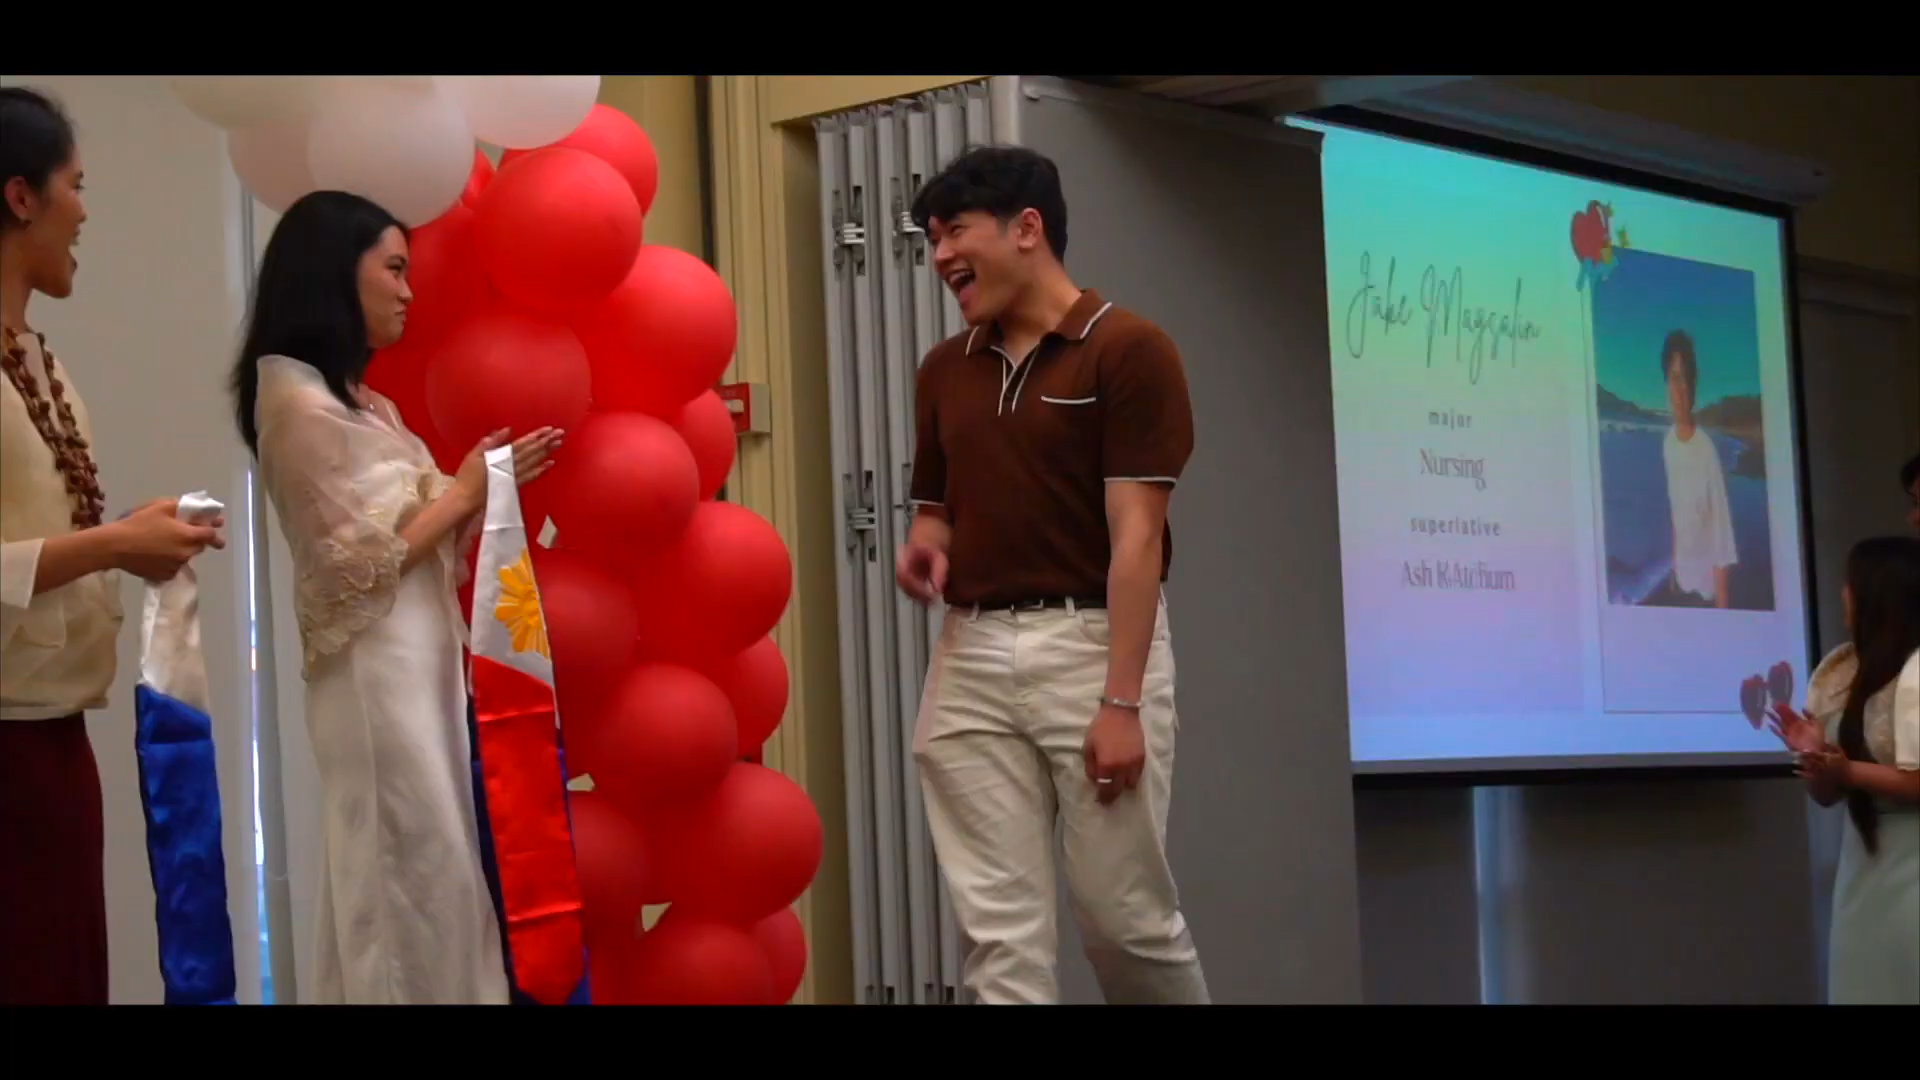 Jake Magsalin
major
Nursing
superlative
Ash KAtchum